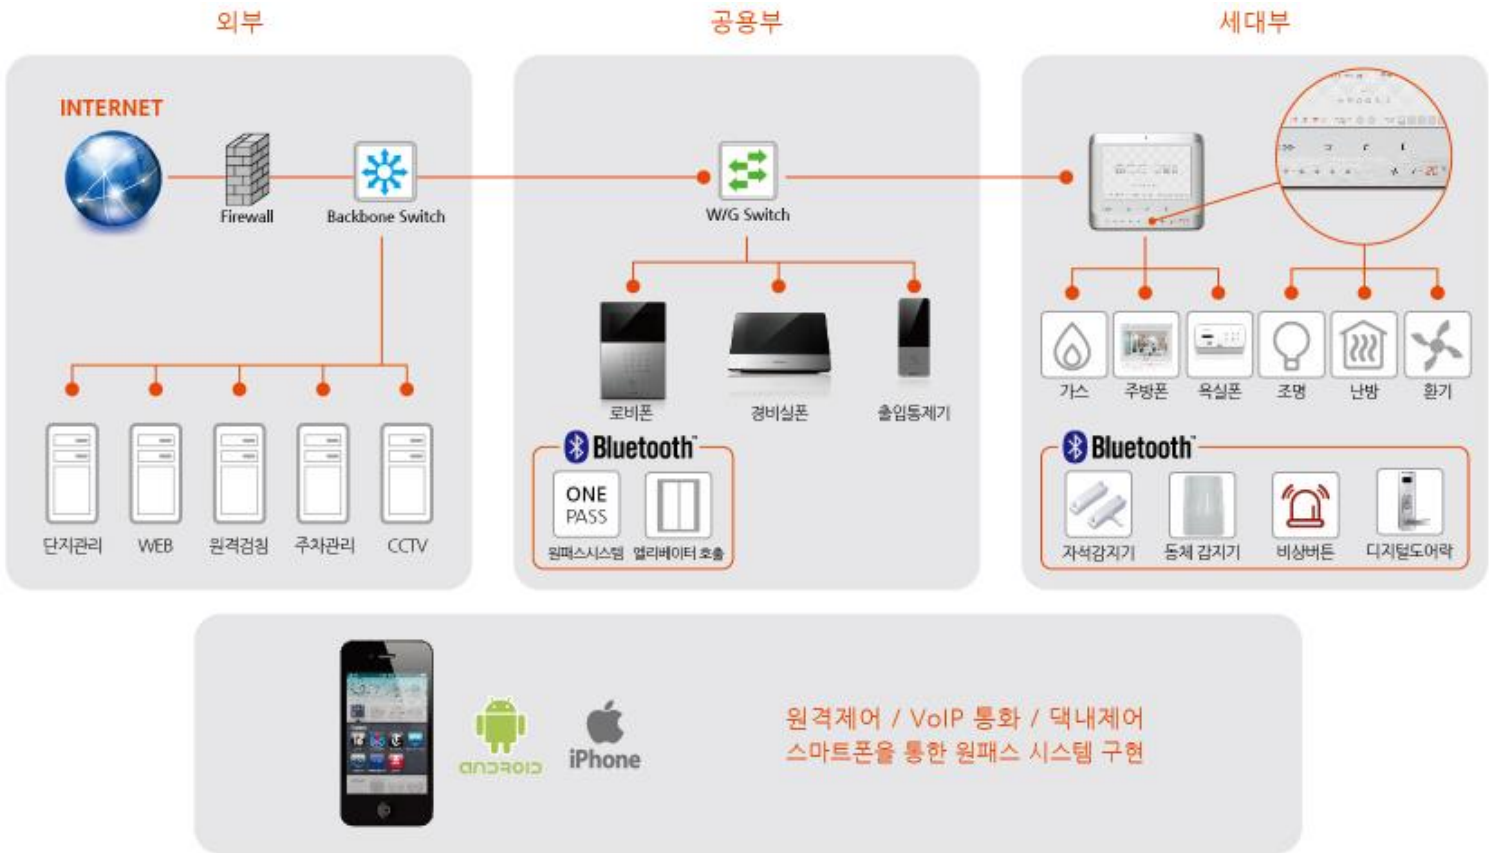 외부
공용부
세대부
INTERNET
Firewall
Backbone Switch
W/G Switch
로비폰
경비실폰
출입통제기
가스
주방폰
욕실폰
조명
난방
환기
단지관리
WEB
원격검침
주차관리
CCTV
Bluetooth
ONE
PASS
원패스시스템
엘리베이터 호출
Bluetooth
자석감지기
동체 감지기
비상버튼
디지털도어락
ANDROID
iPhone
원격제어 / VoIP 통화 / 댁내제어
스마트폰을 통한 원패스 시스템 구현